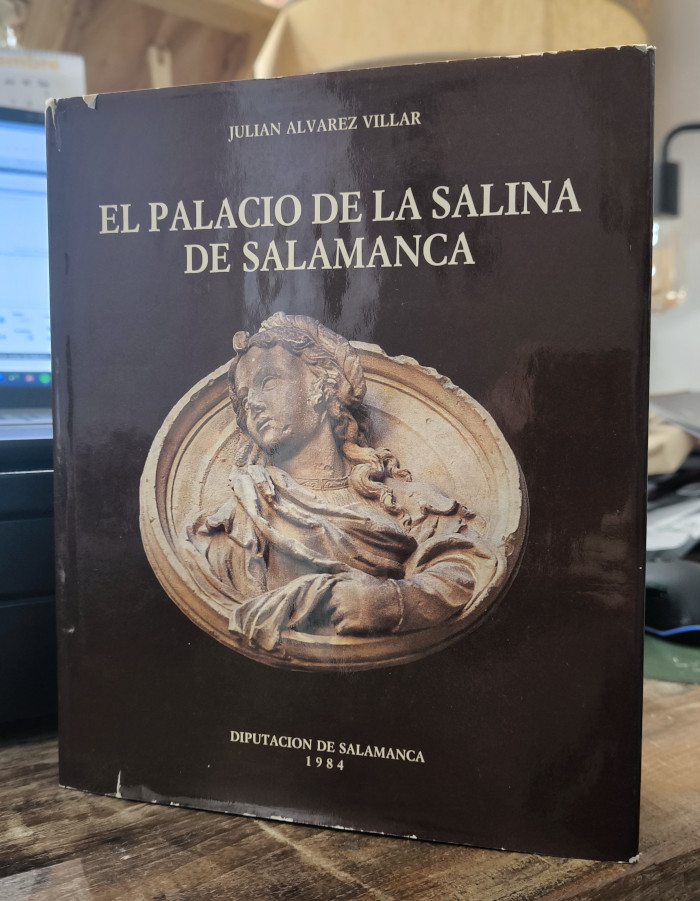 JULIAN ALVAREZ VILLAR
EL PALACIO DE LA SALINA
DE SALAMANCA
DIPUTACION DE SALAMANCA
1984